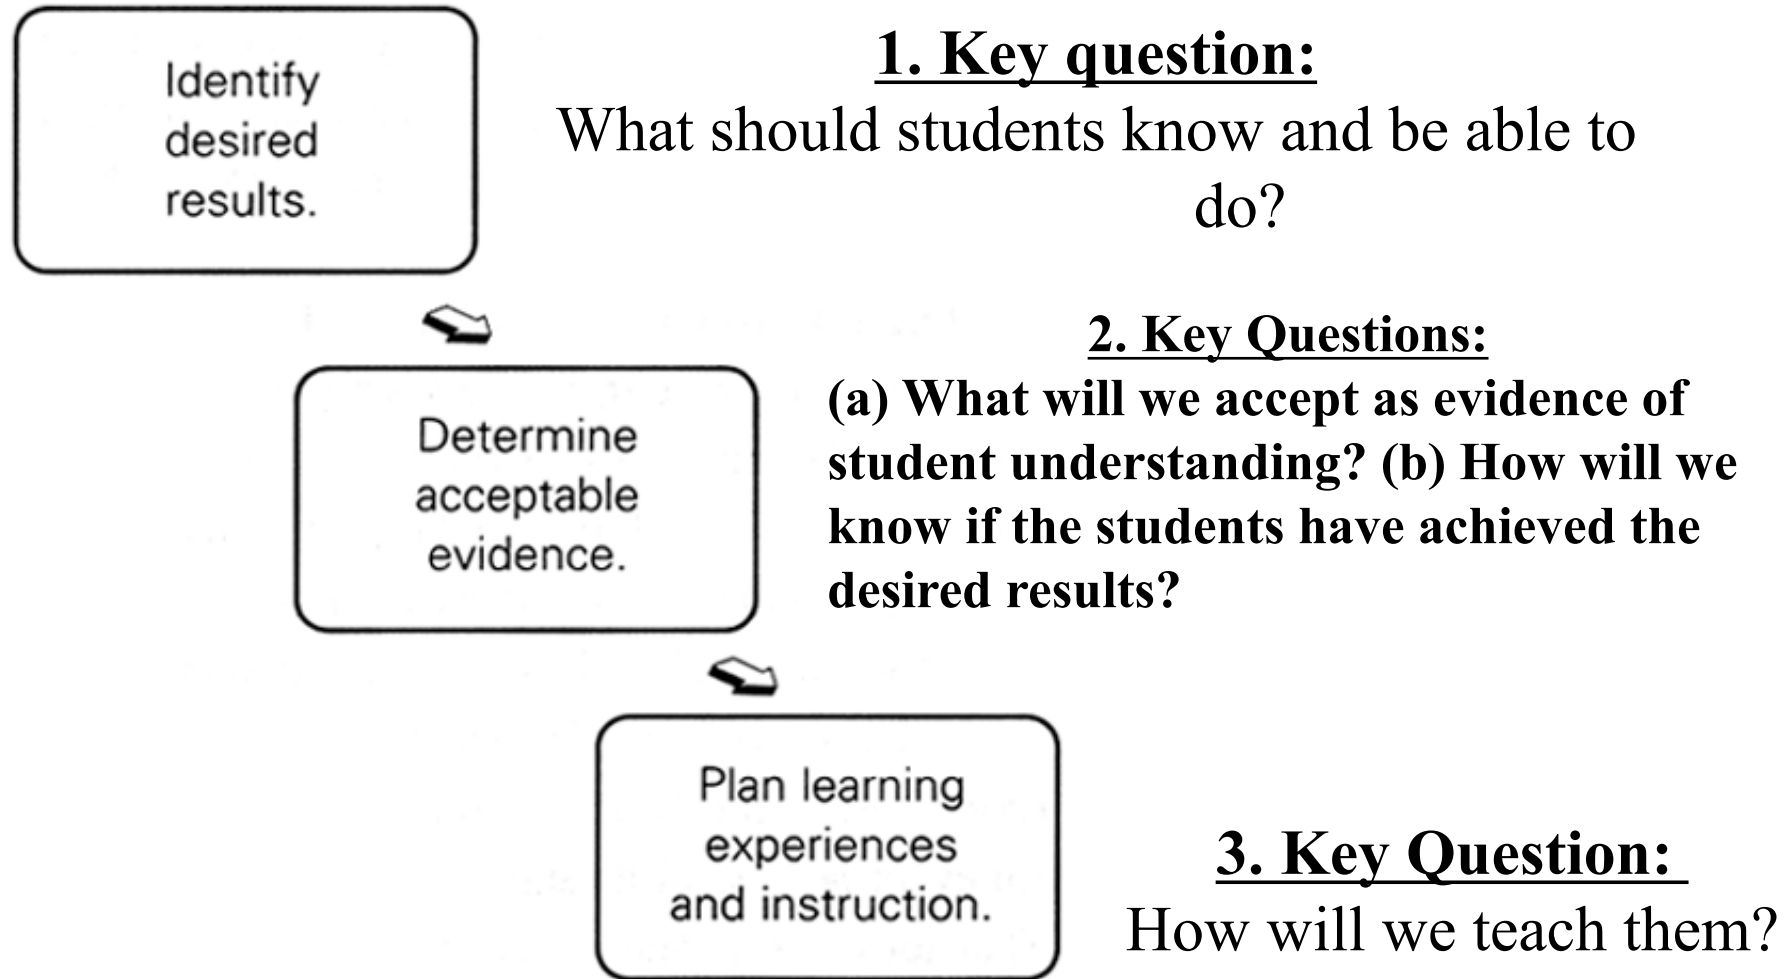 Identify
desired
results.
1. Key question:
What should students know and be able to
do?
Determine
acceptable
evidence.
2. Key Questions:
(a) What will we accept as evidence of
student understanding? (b) How will we
know if the students have achieved the
desired results?
Plan learning
experiences
and instruction.
3. Key Question:
How will we teach them?